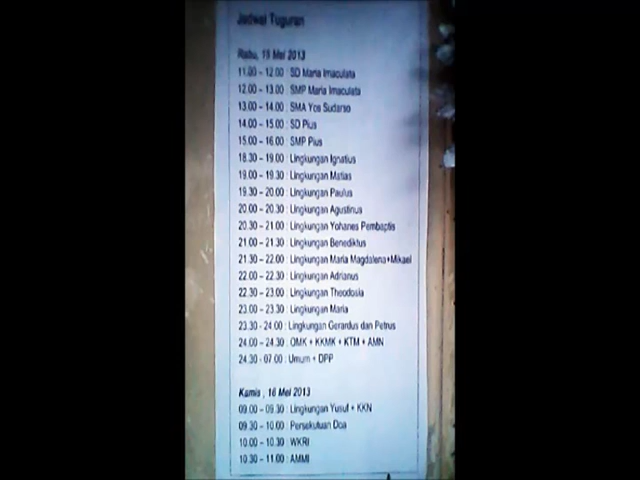 Jadwal Tuguran
Rabu, 15 Mei 2013
11.00 – 12.00 : SD Maria Imaculata
12.00 – 13.00 : SMP Maria Imaculata
13.00 – 14.00 : SMA Yos Sudarso
14.00 – 15.00 : SD Pius
15.00 – 16.00 : SMP Pius
18.30 – 19.00 : Lingkungan Ignatius
19.00 – 19.30 : Lingkungan Matias
19.30 – 20.00 : Lingkungan Paulus
20.00 – 20.30 : Lingkungan Agustinus
20.30 – 21.00 : Lingkungan Yohanes Pembaptis
21.00 – 21.30 : Lingkungan Benediktus
21.30 – 22.00 : Lingkungan Maria Magdalena+Mikael
22.00 – 22.30 : Lingkungan Adrianus
22.30 – 23.00 : Lingkungan Theodosia
23.00 – 23.30 : Lingkungan Maria
23.30 - 24.00 : Lingkungan Gerardus dan Petrus
24.00 – 24.30 : OMK + KKMK + KTM + AMN
24.30 - 07.00 : Umum + DPP
Kamis , 16 Mei 2013
09.00 – 09.30 : Lingkungan Yusuf + KKN
09.30 – 10.00 : Persekutuan Doa
10.00 – 10.30 : WKRI
10.30 – 11.00 : AMMI